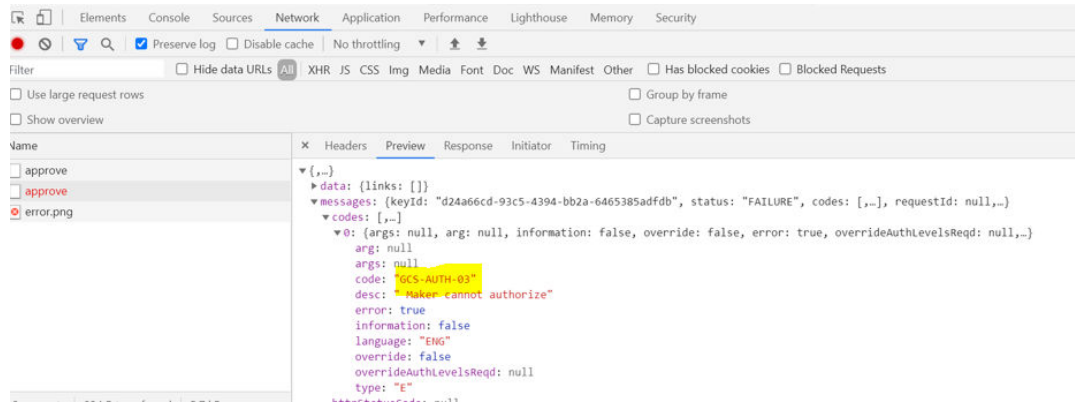 Elements Console Sources Network Application Performance Lighthouse Memory Security
Preserve log Disable cache No throttling
Filter Hide data URLs All XHR JS CSS Img Media Font Doc WS Manifest Other Has blocked cookies Blocked Requests
Use large request rows Group by frame
Show overview Capture screenshots
Name × Headers Preview Response Initiator Timing
approve
approve
error.png
▼{,…}
▶data: {links: []}
▼messages: {keyId: "d24a66cd-93c5-4394-bb2a-6465385adfdb", status: "FAILURE", codes: [,…], requestId: null,…}
▼codes: [,…]
▼0: {args: null, arg: null, information: false, override: false, error: true, overrideAuthLevelsReqd: null,…}
arg: null
args: null
code: "GCS-AUTH-03"
desc: " Maker cannot authorize"
error: true
information: false
language: "ENG"
override: false
overrideAuthLevelsReqd: null
type: "E"